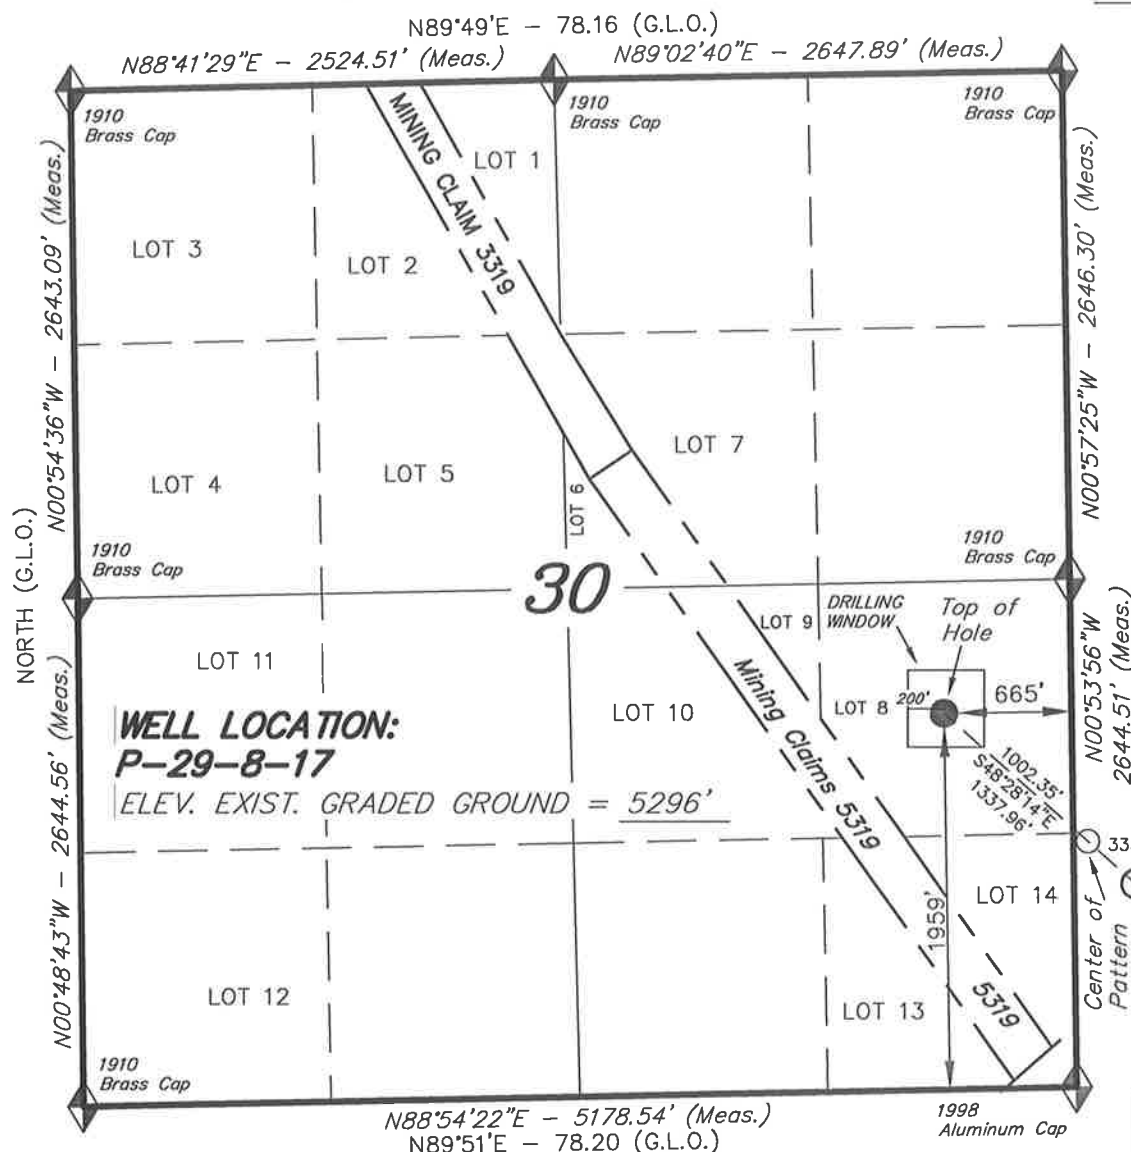 N89°49'E – 78.16 (G.L.O.)
N88°41'29"E – 2524.51' (Meas.)
N89°02'40"E – 2647.89' (Meas.)
1910
Brass Cap
1910
Brass Cap
1910
Brass Cap
MINING CLAIM 3319
LOT 1
LOT 3
LOT 2
N00°54'36"W – 2643.09' (Meas.)
N00°57'25"W – 2646.30' (Meas.)
LOT 4
LOT 5
LOT 6
LOT 7
NORTH (G.L.O.)
1910
Brass Cap
1910
Brass Cap
30
DRILLING
WINDOW
Top of
Hole
LOT 9
LOT 11
LOT 10
Mining Claims 5319
LOT 8
200'
665'
N00°53'56"W
2644.51' (Meas.)
WELL LOCATION:
P–29–8–17
ELEV. EXIST. GRADED GROUND = 5296'
1002.35'
S48°28'14"E
1337.96'
33
N00°48'43"W – 2644.56' (Meas.)
1959'
LOT 14
Center of
Pattern
LOT 12
LOT 13
5319
1910
Brass Cap
N88°54'22"E – 5178.54' (Meas.)
N89°51'E – 78.20 (G.L.O.)
1998
Aluminum Cap